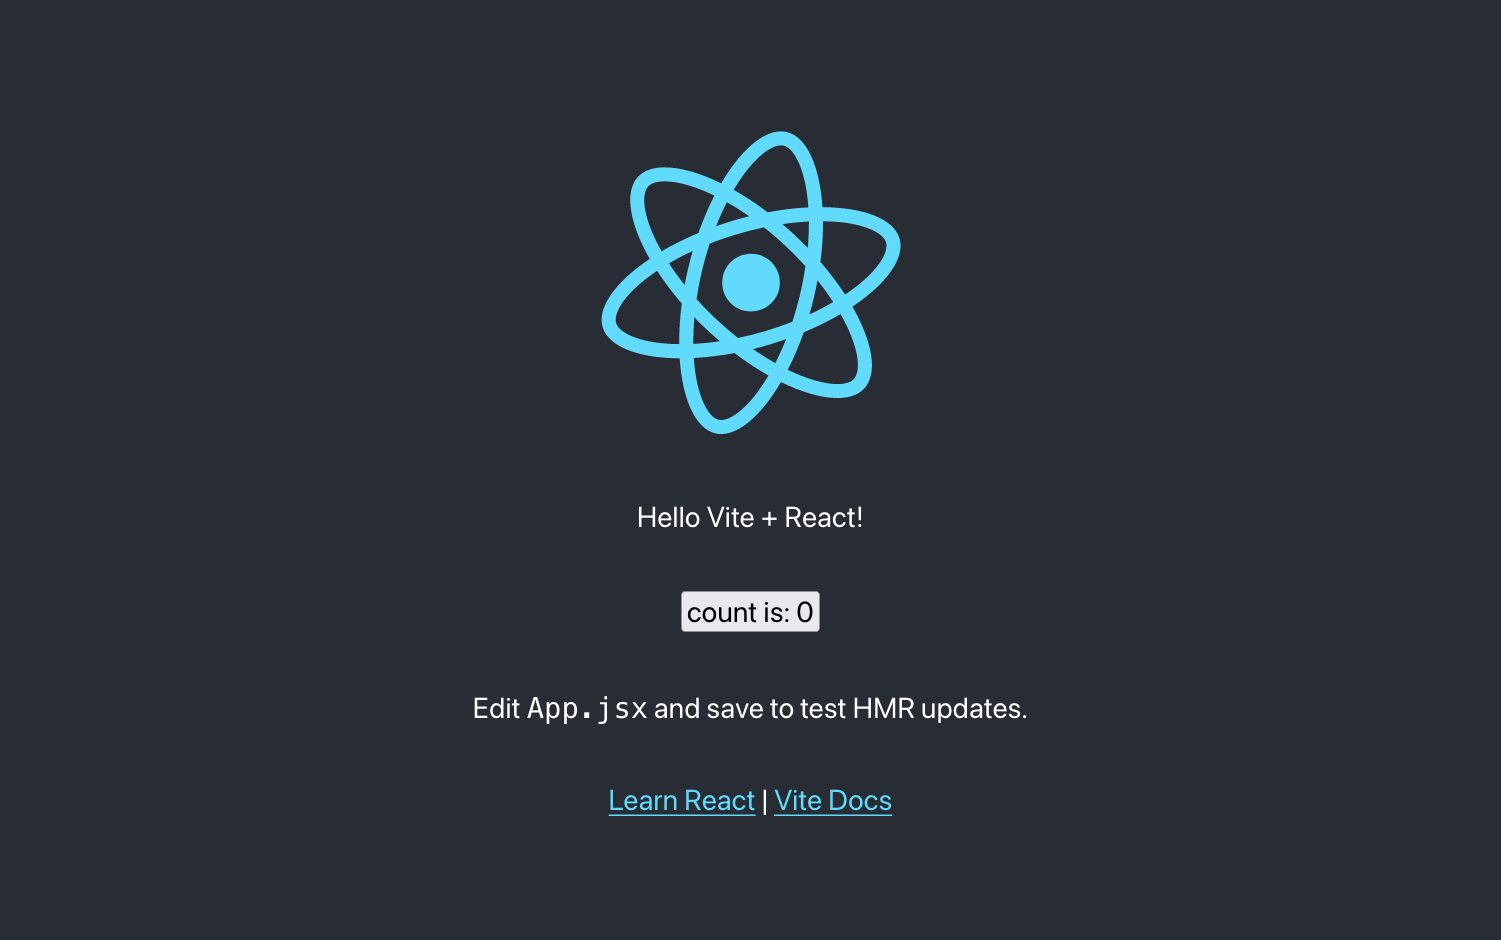 Hello Vite + React!
count is: 0
Edit App.jsx and save to test HMR updates.
Learn React | Vite Docs